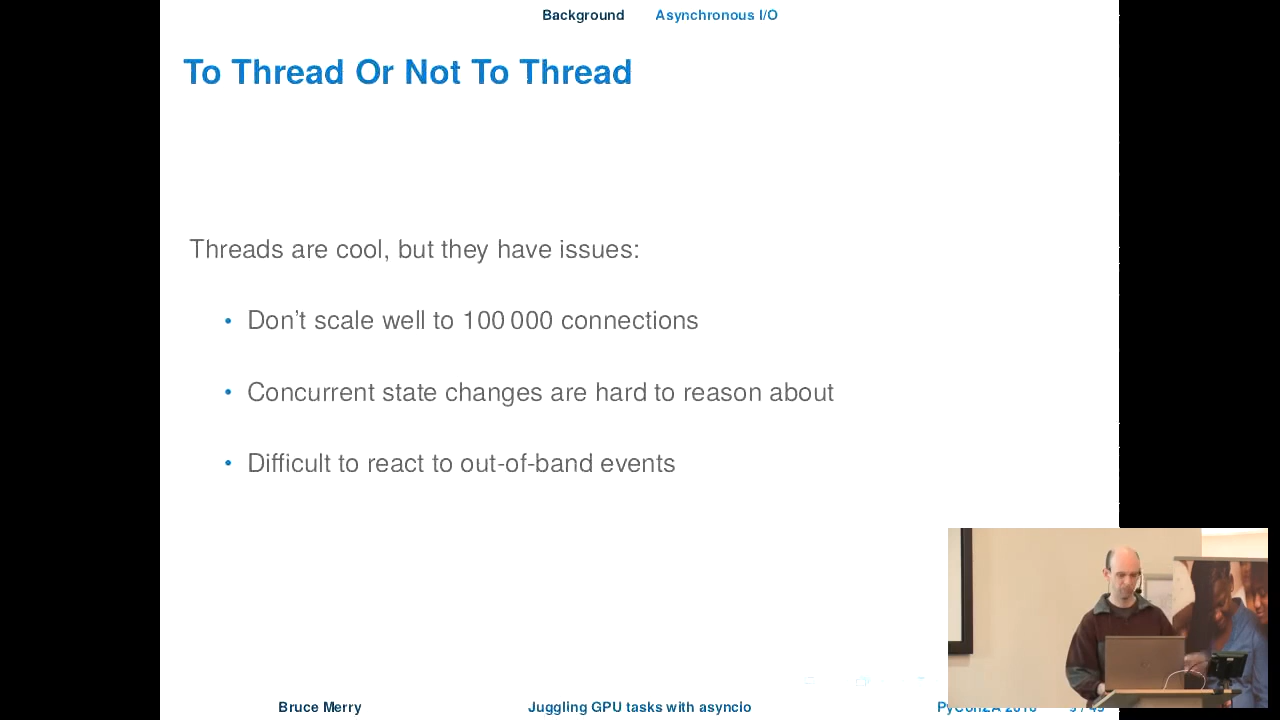 Background Asynchronous I/O
To Thread Or Not To Thread
Threads are cool, but they have issues:
• Don't scale well to 100 000 connections
• Concurrent state changes are hard to reason about
• Difficult to react to out-of-band events
Bruce Merry Juggling GPU tasks with asyncio